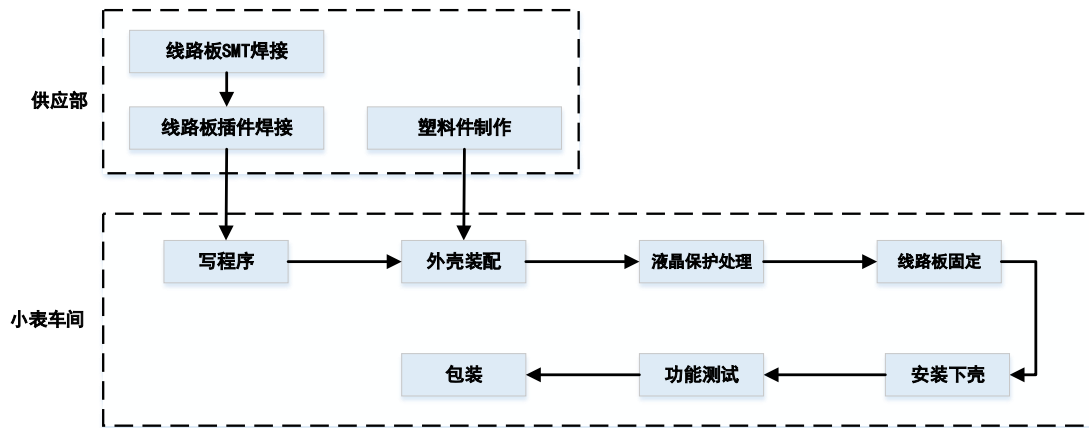 线路板SMT焊接
供应部
线路板插件焊接
塑料件制作
写程序
外壳装配
液晶保护处理
线路板固定
小表车间
包装
功能测试
安装下壳